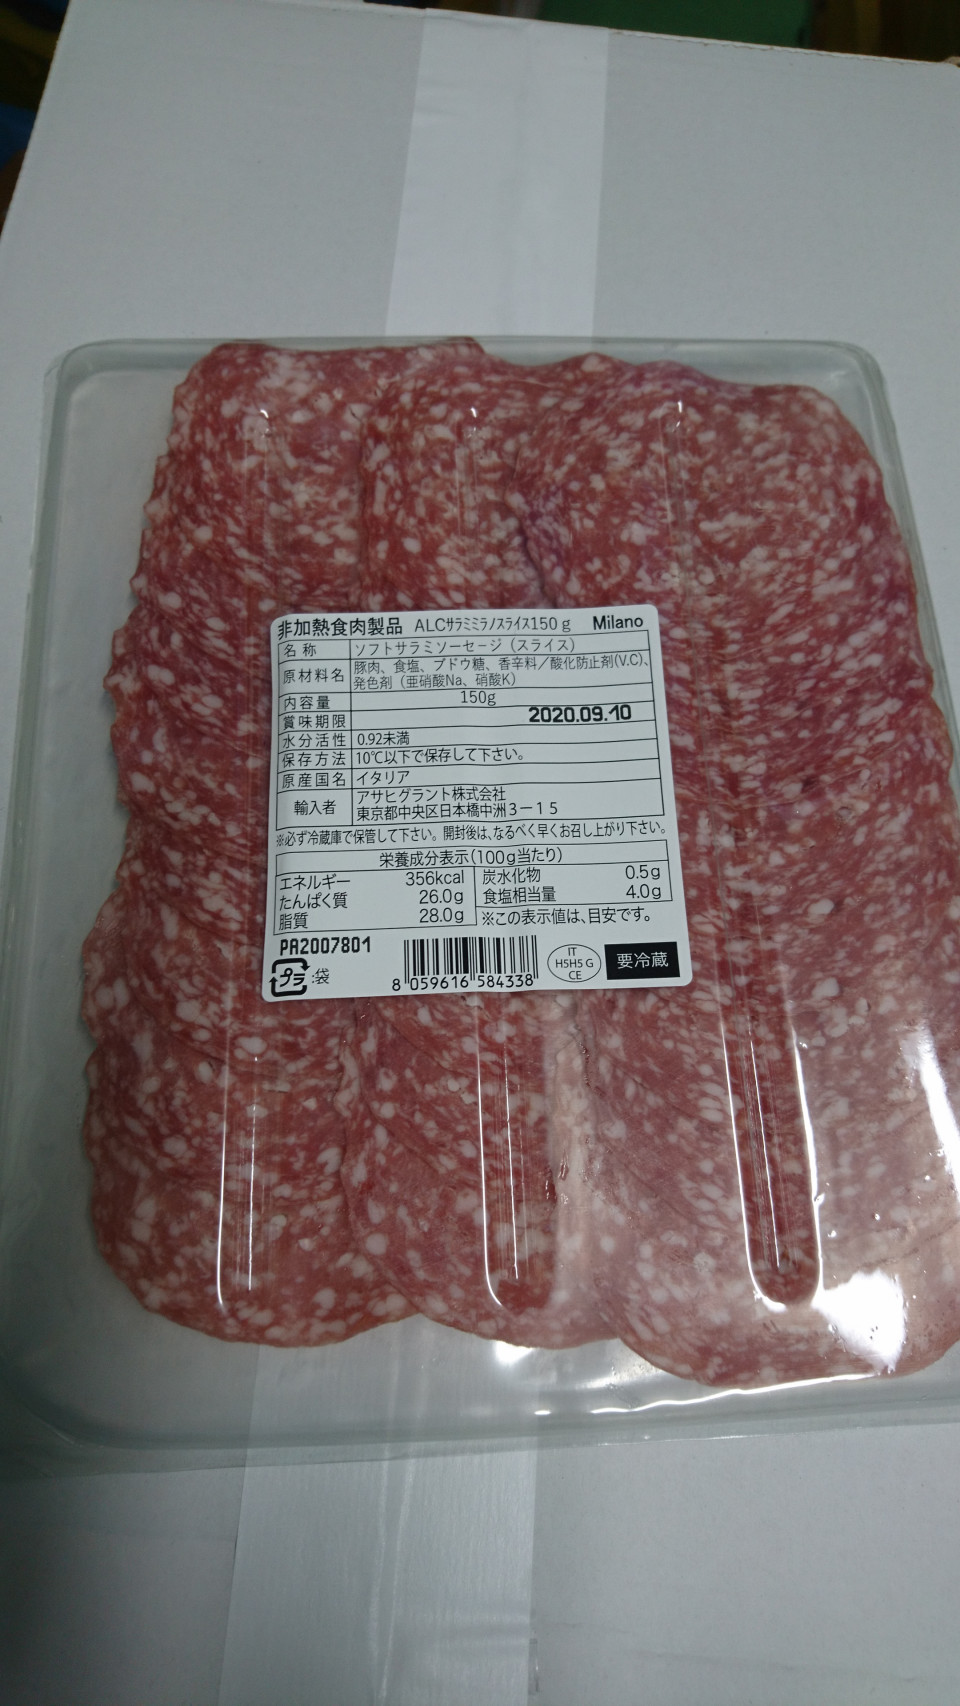 非加熱食肉製品 ALCｻﾗﾐﾐﾗﾉｽﾗｲｽ150ｇ Milano
名称 ソフトサラミソーセージ（スライス）
原材料名 豚肉、食塩、ブドウ糖、香辛料／酸化防止剤(V.C)、
発色剤（亜硝酸Na、硝酸K）
内容量 150g
賞味期限 2020.09.10
水分活性 0.92未満
保存方法 10℃以下で保存して下さい。
原産国名 イタリア
輸入者 アサヒグラント株式会社
東京都中央区日本橋中洲３－１５
※必ず冷蔵庫で保管して下さい。開封後は、なるべく早くお召し上がり下さい。
栄養成分表示(100g当たり)
エネルギー 356kcal 炭水化物 0.5g
たんぱく質 26.0g 食塩相当量 4.0g
脂質 28.0g ※この表示値は、目安です。
PA2007801
プラ :袋
8 059616 584338
IT
H5H5 G
CE
要冷蔵